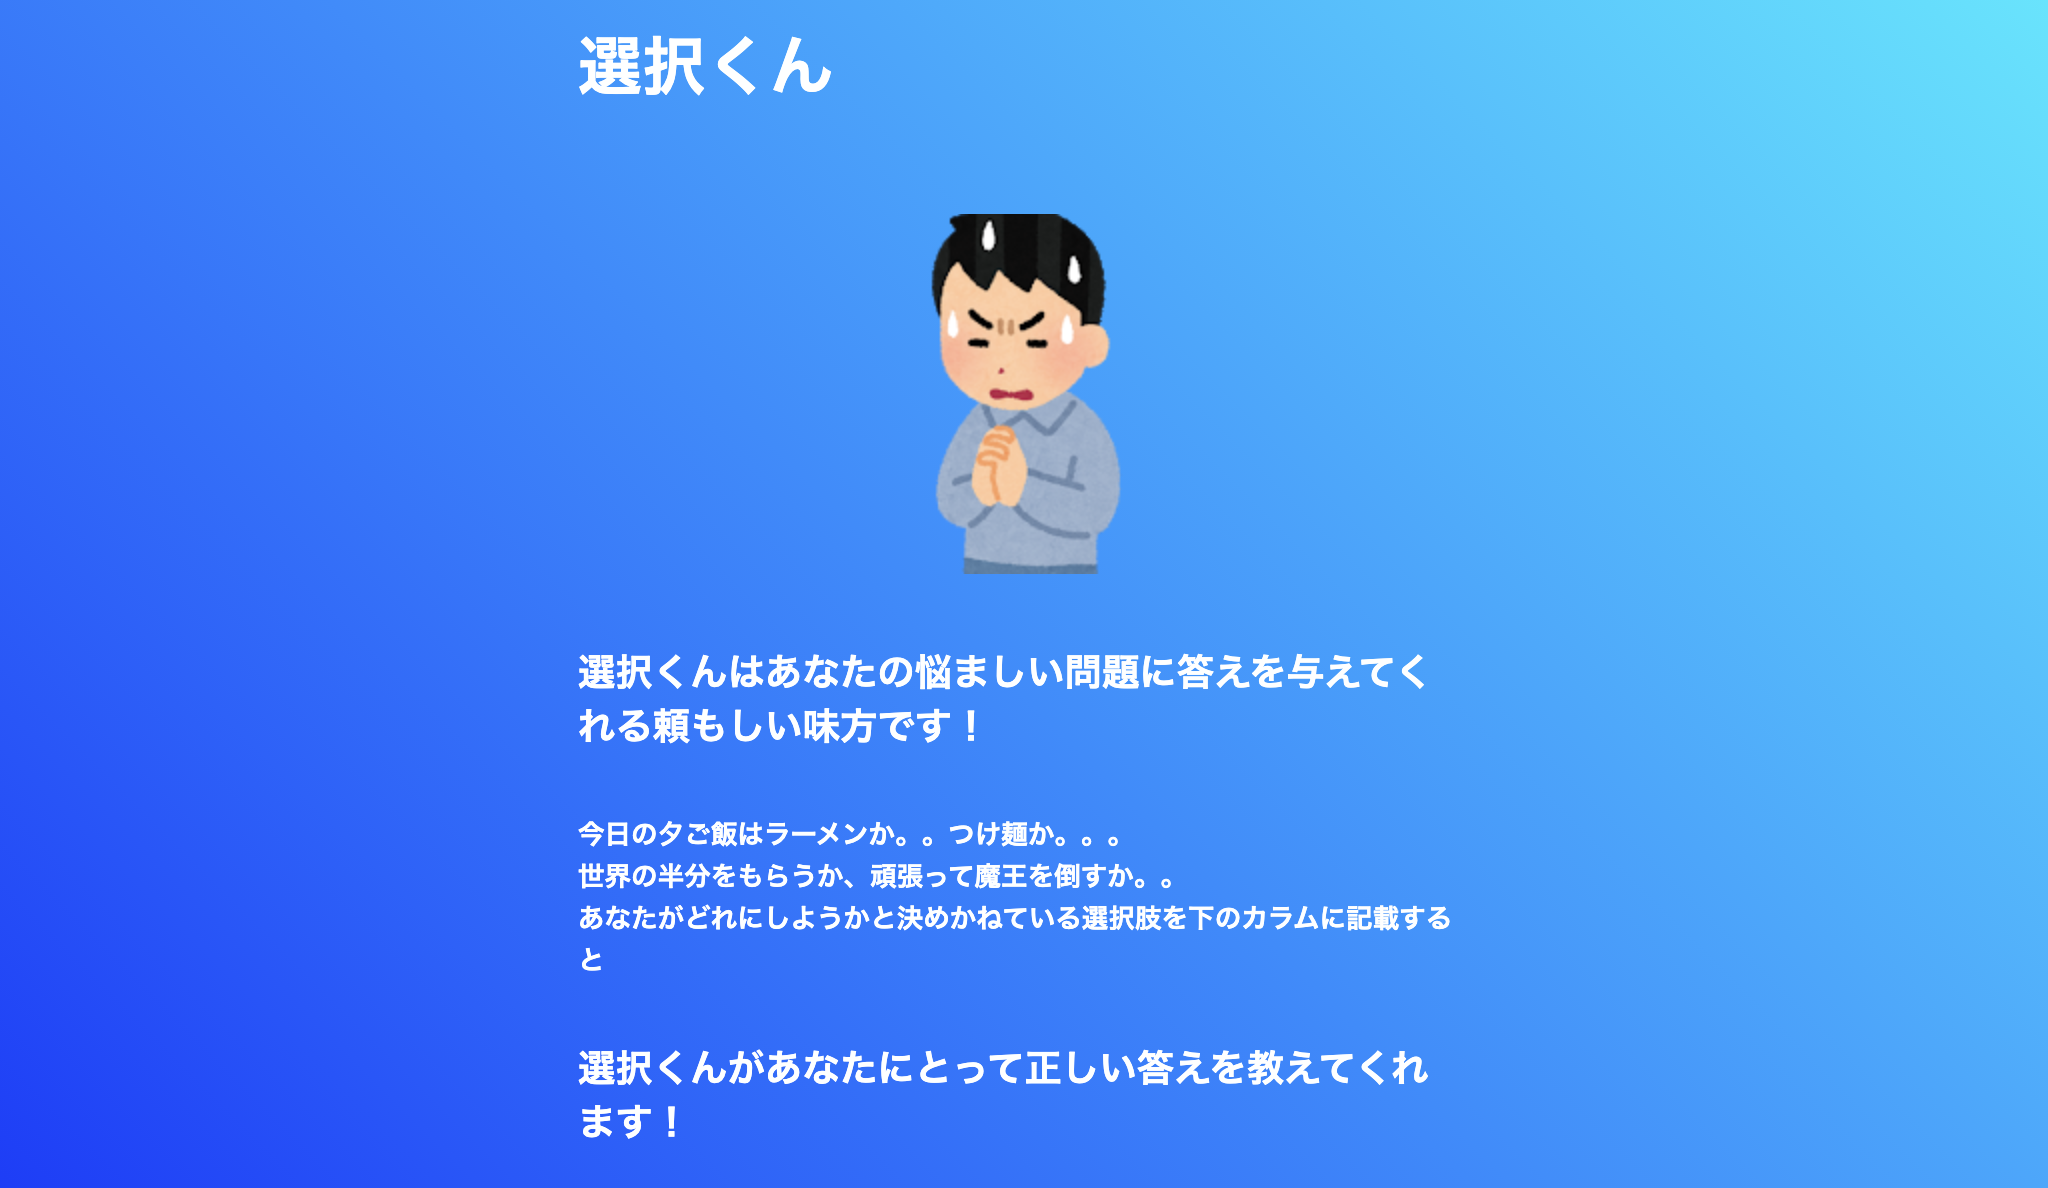 選択くん
選択くんはあなたの悩ましい問題に答えを与えてく
れる頼もしい味方です！
今日の夕ご飯はラーメンか。。つけ麺か。。。
世界の半分をもらうか、頑張って魔王を倒すか。。
あなたがどれにしようかと決めかねている選択肢を下のカラムに記載する
と
選択くんがあなたにとって正しい答えを教えてくれ
ます！